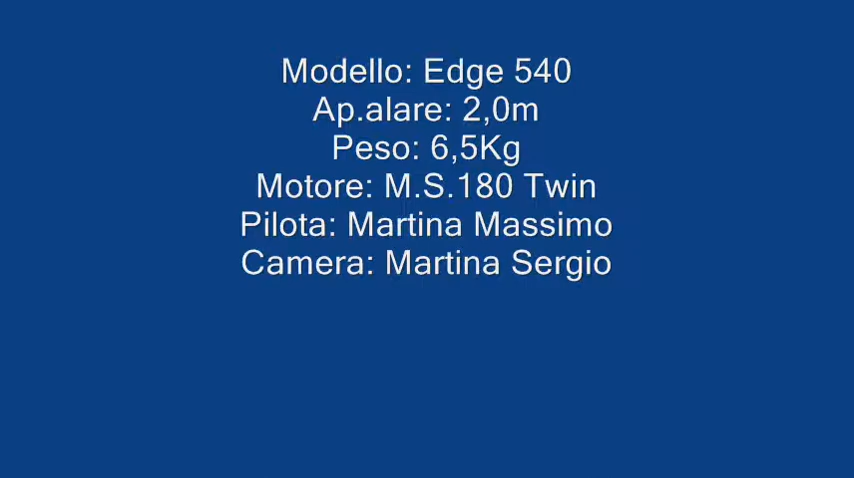 Modello: Edge 540
Ap.alare: 2,0m
Peso: 6,5Kg
Motore: M.S.180 Twin
Pilota: Martina Massimo
Camera: Martina Sergio